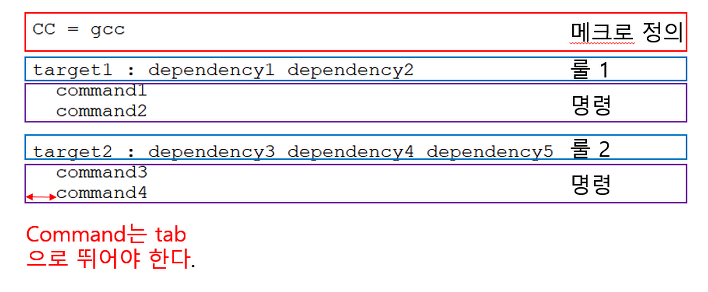 CC = gcc 메크로 정의
target1 : dependency1 dependency2 룰 1
command1
command2 명령
target2 : dependency3 dependency4 dependency5 룰 2
command3
command4 명령
Command는 tab
으로 뛰어야 한다.